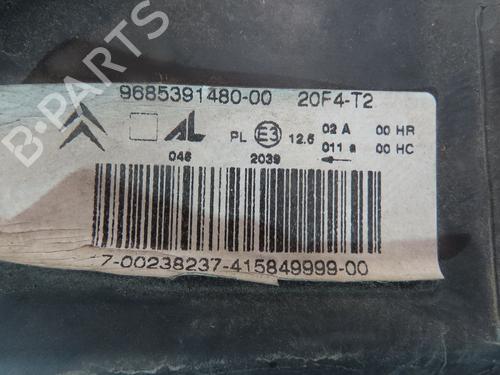 9685391480-00 20F4-T2
AL PL E3 12.5 02 A 00 HR
011 a 00 HC
046 2039
7-00238237-415849999-00
B-PARTS